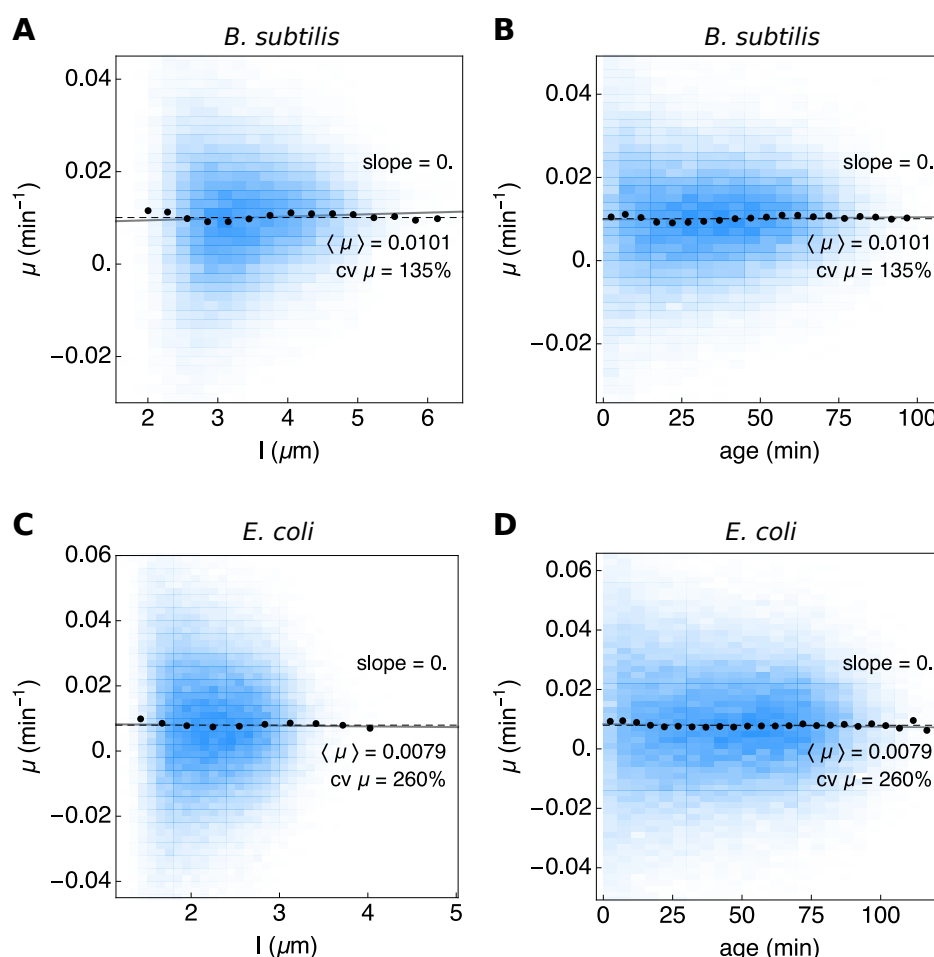 A
B. subtilis
0.04
0.02
0.
−0.02
μ (min⁻¹)
slope = 0.
⟨ μ ⟩ = 0.0101
cv μ = 135%
2 3 4 5 6
l (μm)
B
B. subtilis
0.04
0.02
0.
−0.02
μ (min⁻¹)
slope = 0.
⟨ μ ⟩ = 0.0101
cv μ = 135%
0 25 50 75 100
age (min)
C
E. coli
0.06
0.04
0.02
0.
−0.02
−0.04
μ (min⁻¹)
slope = 0.
⟨ μ ⟩ = 0.0079
cv μ = 260%
2 3 4 5
l (μm)
D
E. coli
0.06
0.04
0.02
0.
−0.02
−0.04
μ (min⁻¹)
slope = 0.
⟨ μ ⟩ = 0.0079
cv μ = 260%
0 25 50 75 100
age (min)